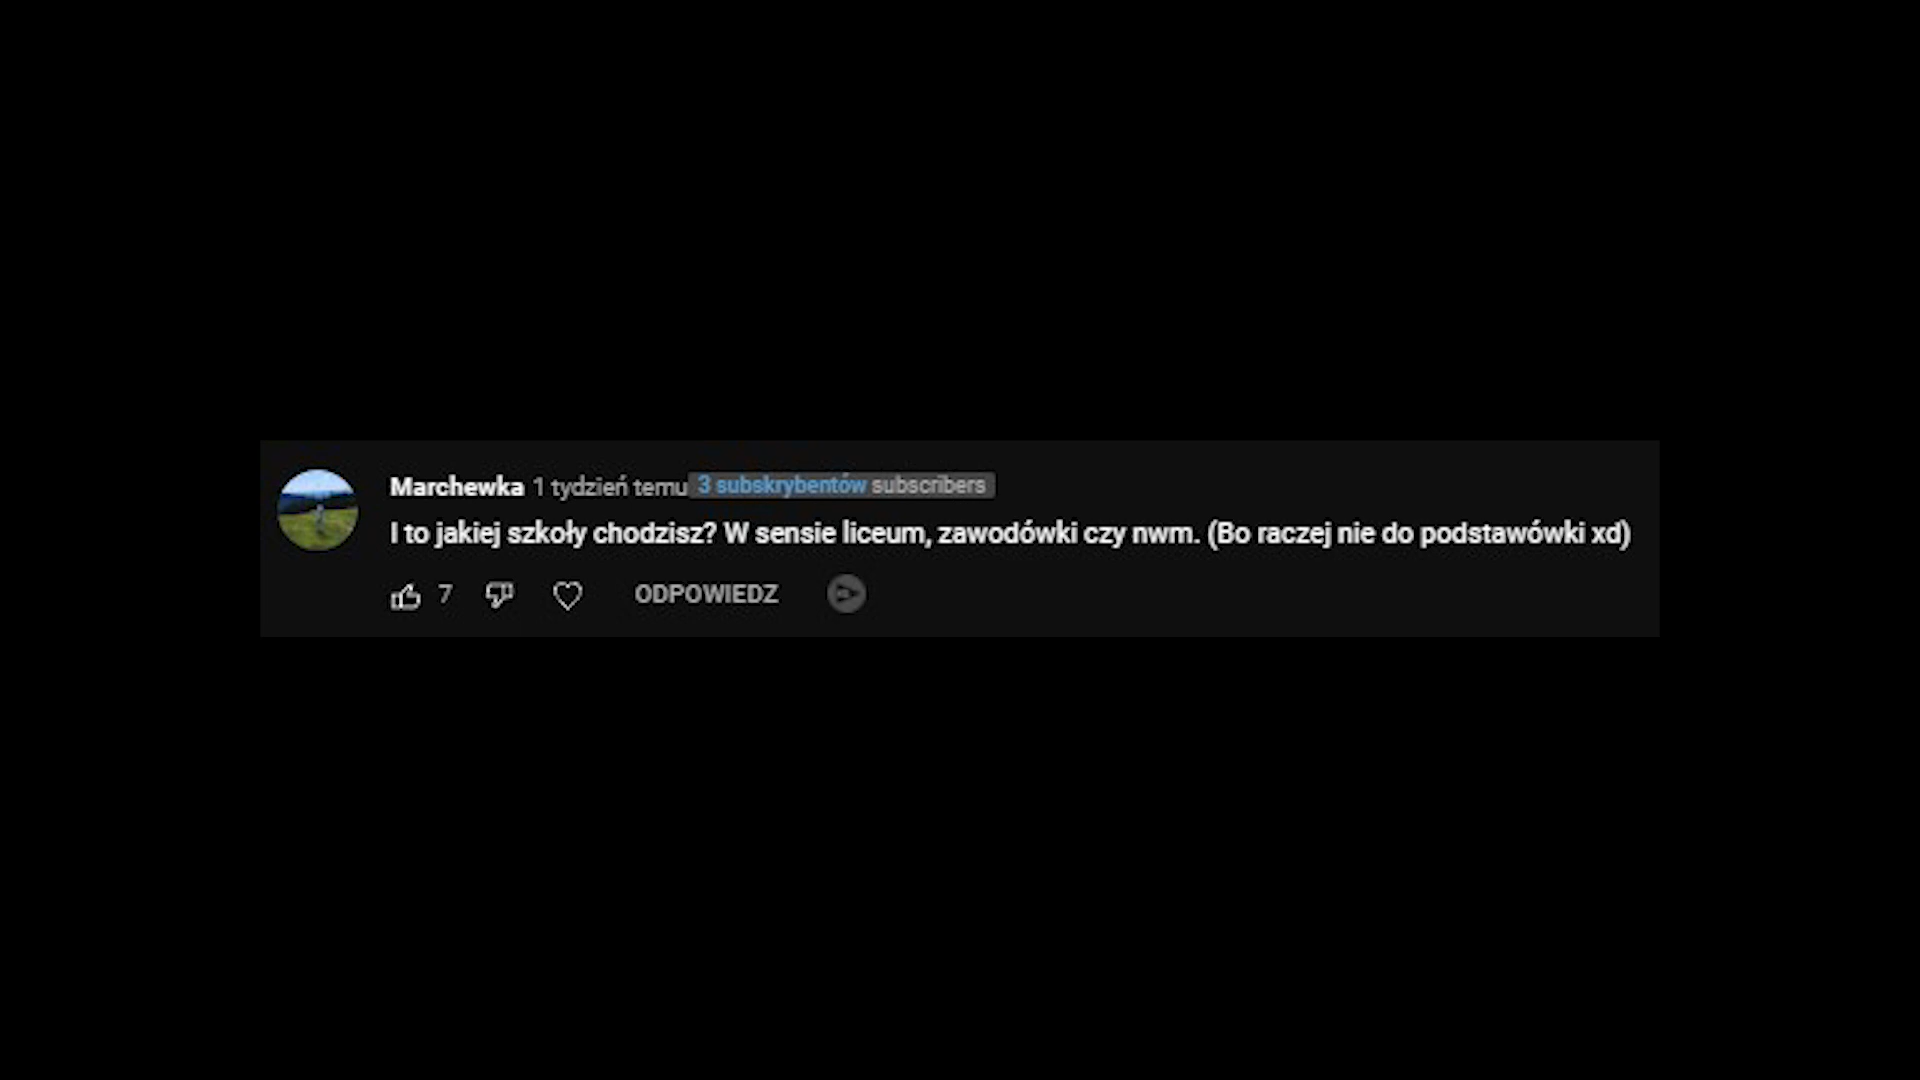 Marchewka 1 tydzień temu 3 subskrybentów subscribers
I to jakiej szkoły chodzisz? W sensie liceum, zawodówki czy nwm. (Bo raczej nie do podstawówki xd)
7 ODPOWIEDZ